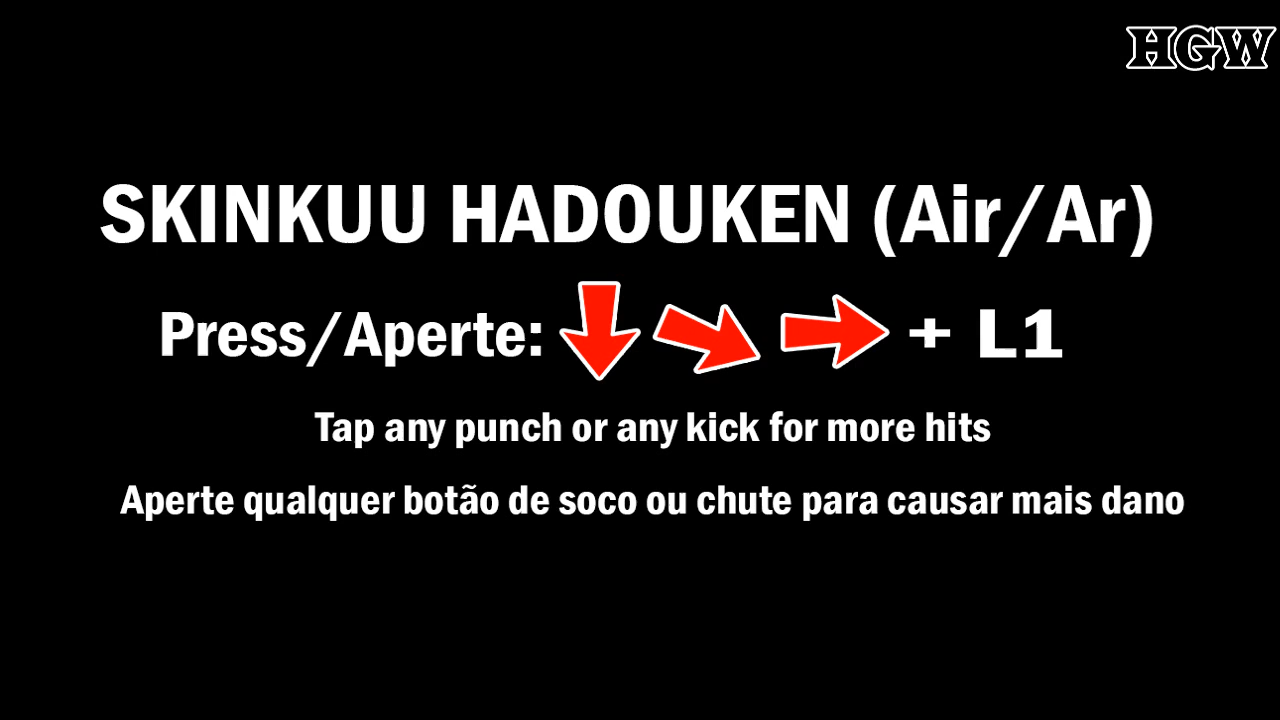 HGW
SKINKUU HADOUKEN (Air/Ar)
Press/Aperte: + L1
Tap any punch or any kick for more hits
Aperte qualquer botão de soco ou chute para causar mais dano